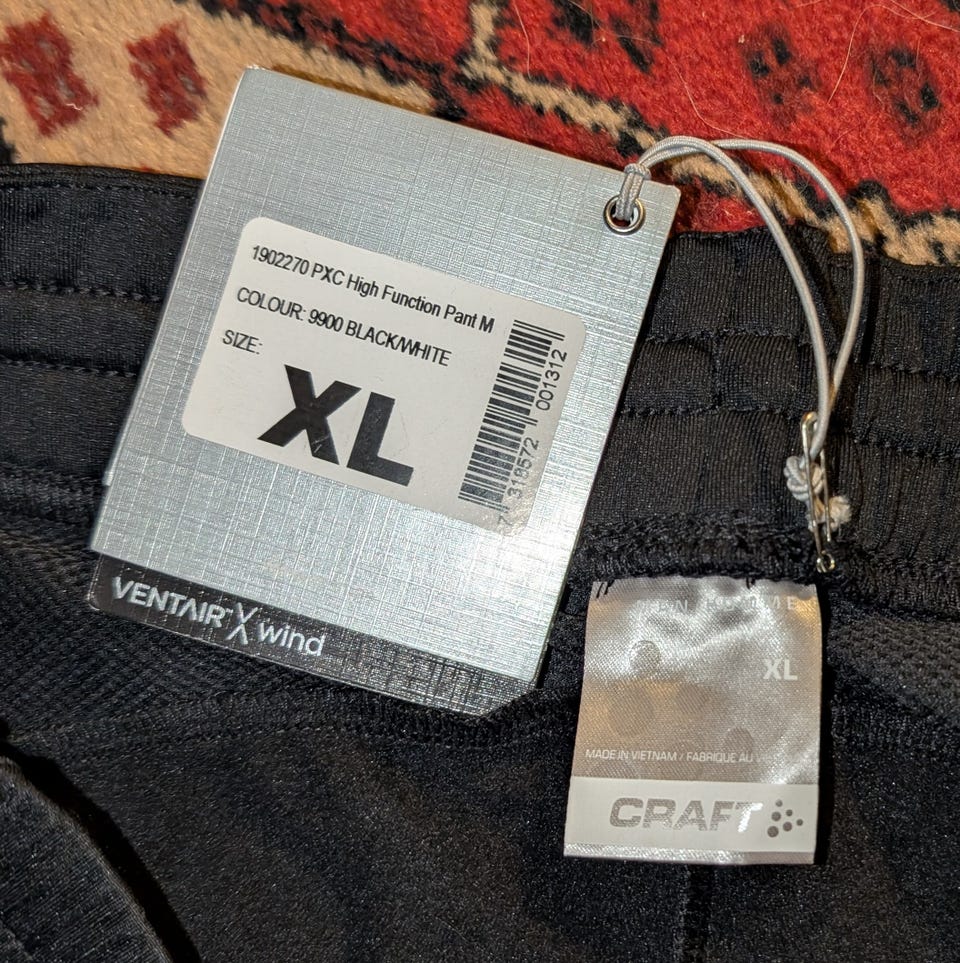 1902270 PXC High Function Pant M
COLOUR: 9900 BLACK/WHITE
SIZE:
XL
7 318572 001312
VENTAIR X wind
XL
MADE IN VIETNAM / FABRIQUE AU
CRAFT